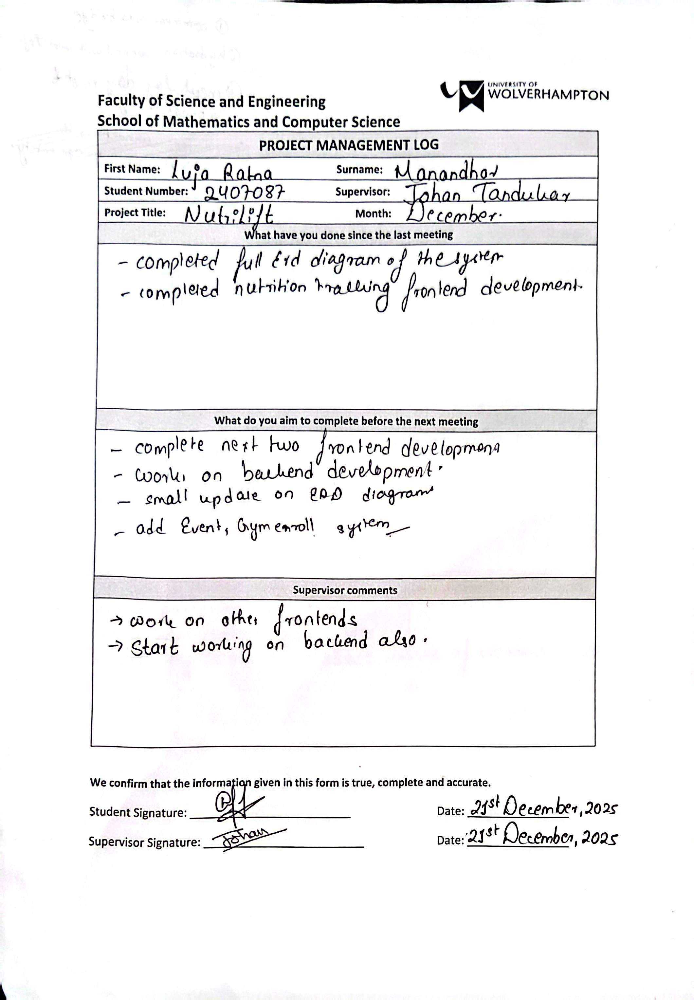 UNIVERSITY OF
WOLVERHAMPTON
Faculty of Science and Engineering
School of Mathematics and Computer Science
PROJECT MANAGEMENT LOG
First Name: Luja Ratna Surname: Manandhar
Student Number: 2407087 Supervisor: Johan Tandukar
Project Title: NutriLift Month: December.
What have you done since the last meeting
- completed full Erd diagram of the system
- completed nutrition tracking frontend development.
What do you aim to complete before the next meeting
- complete next two frontend development
- work on backend development.
- small update on ERD diagrams
- add Event, Gym enroll system
Supervisor comments
→ work on other frontends
→ Start working on backend also.
We confirm that the information given in this form is true, complete and accurate.
Student Signature: Date: 21st December, 2025
Supervisor Signature: Johan Date: 21st December, 2025